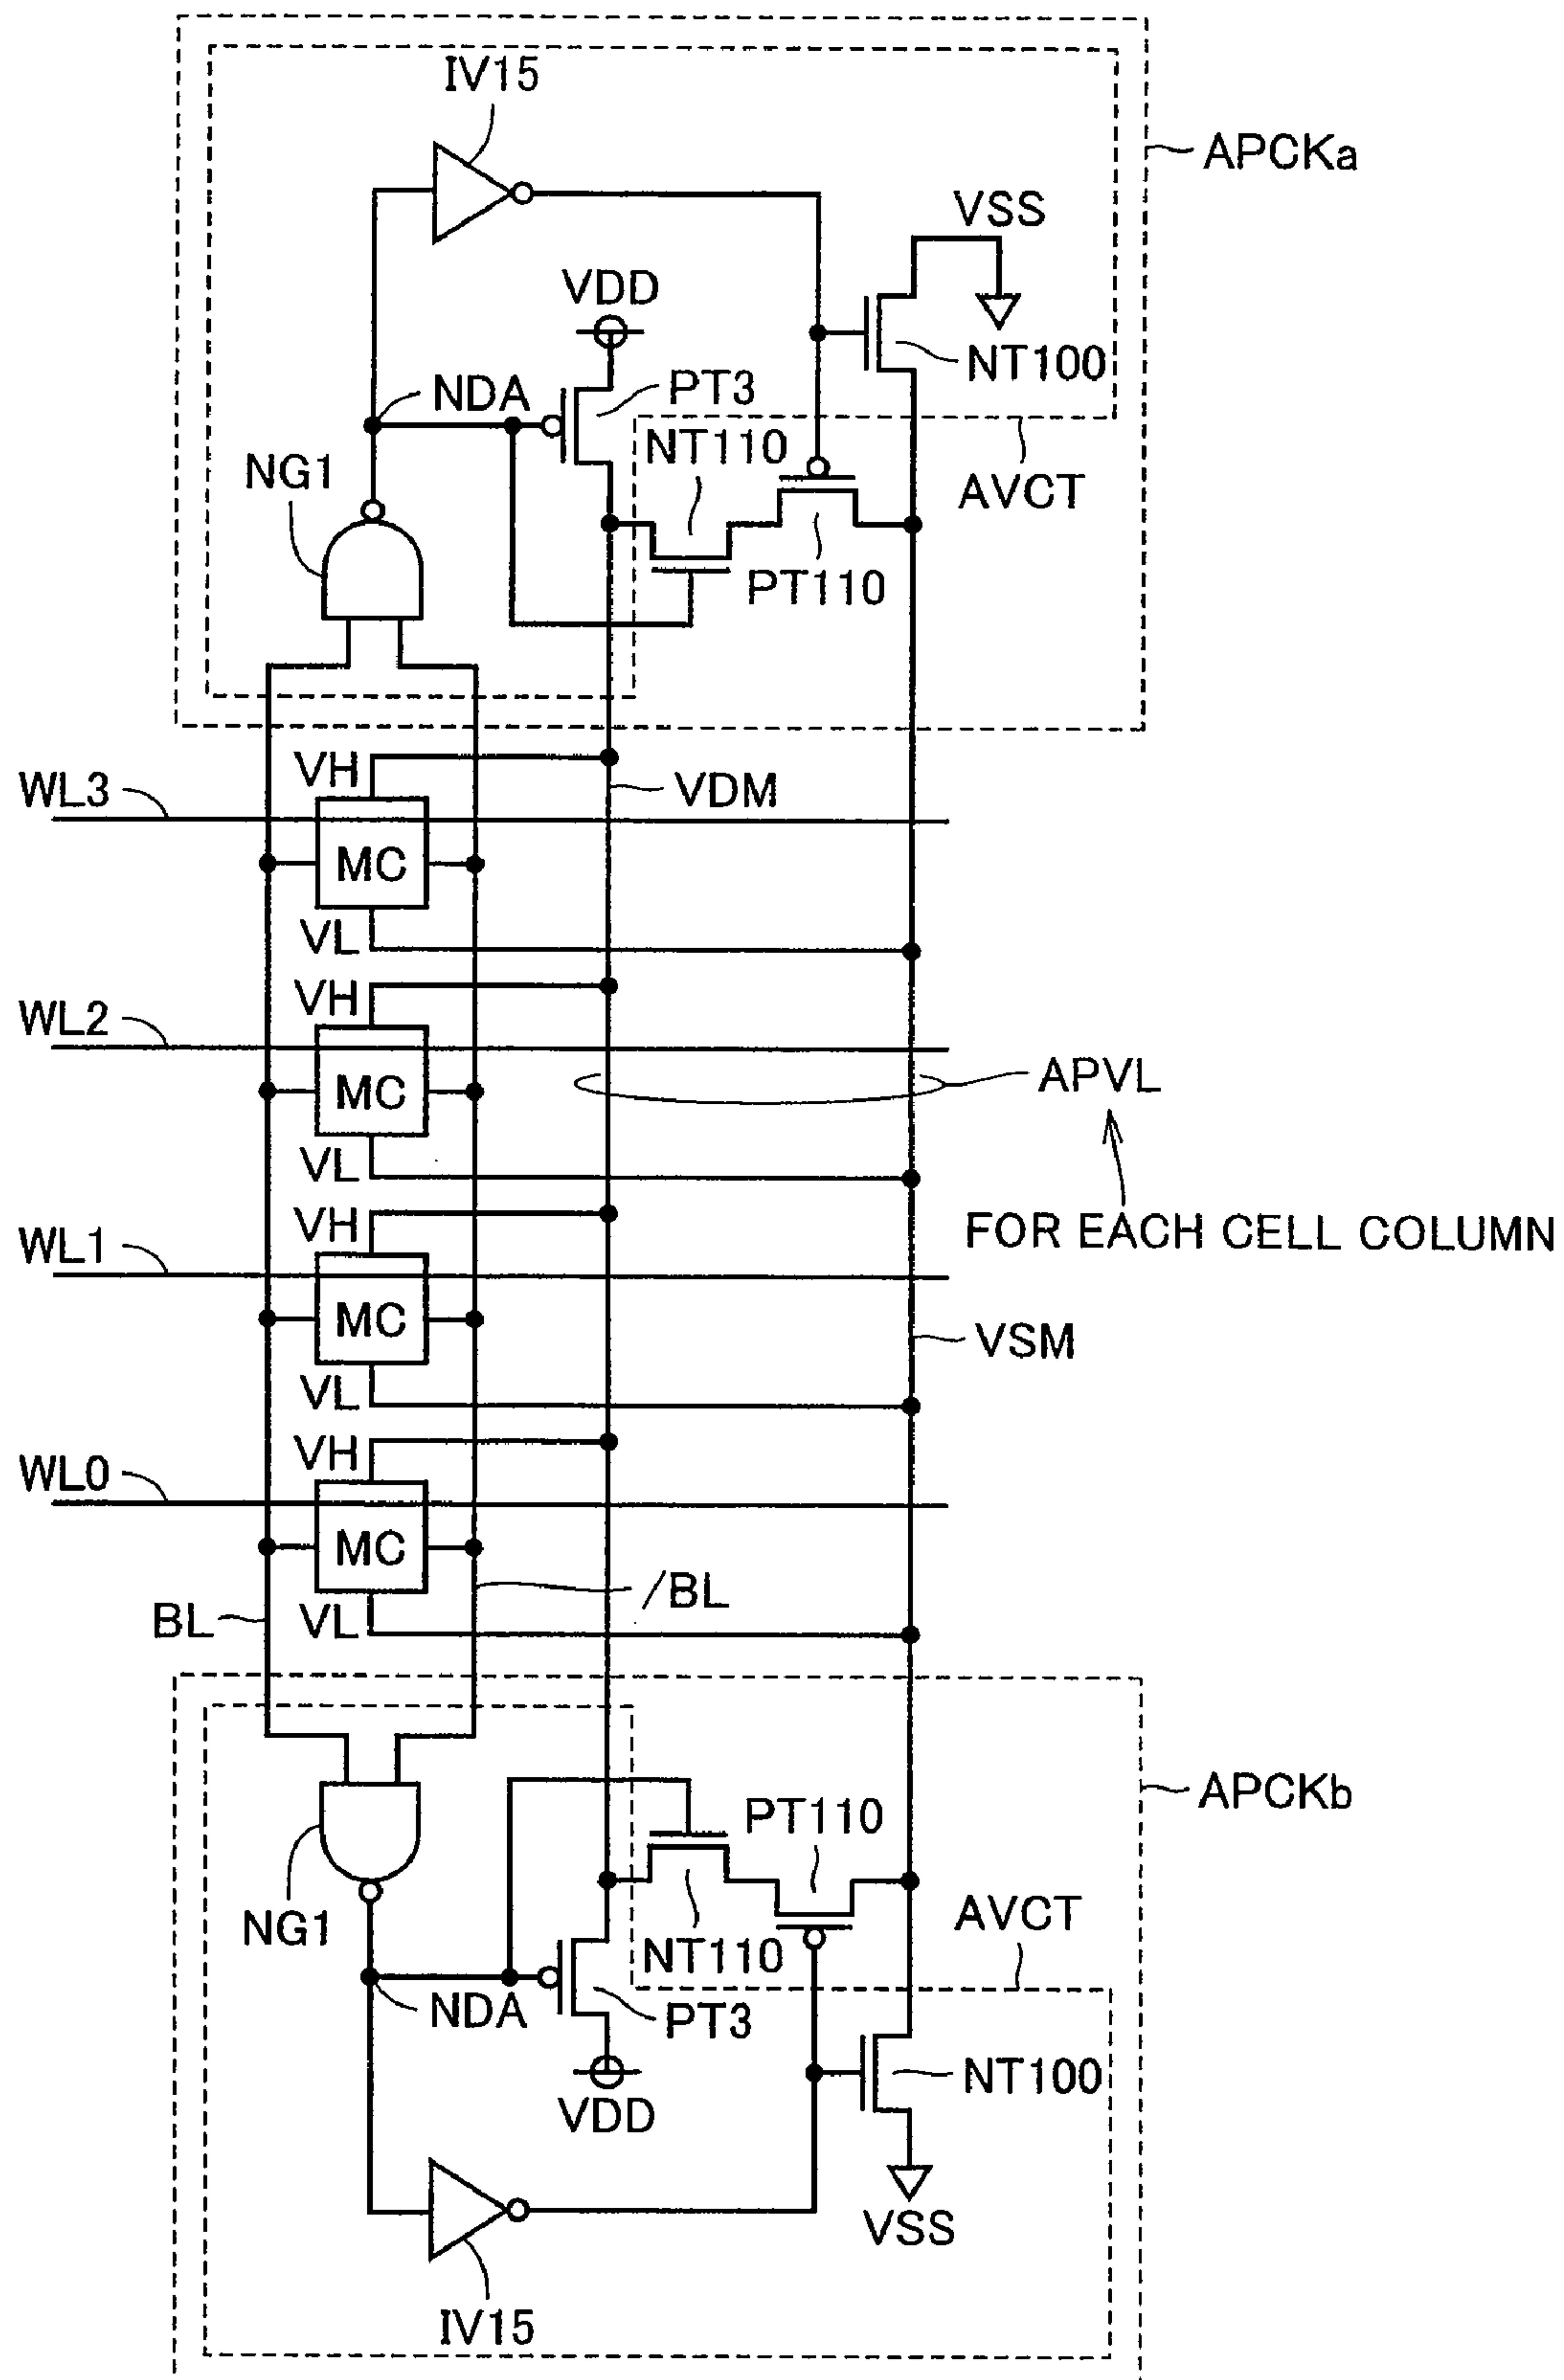 IV15
APCKa
VSS
VDD
NT100
PT3
NDA
NT110
NG1
AVCT
PT110
VH
WL3
VDM
MC
VL
VH
WL2
MC
APVL
VL
VH
WL1
FOR EACH CELL COLUMN
MC
VSM
VL
VH
WL0
MC
/BL
BL
VL
APCKb
PT110
AVCT
NG1
NT110
NDA
PT3
NT100
VDD
VSS
IV15